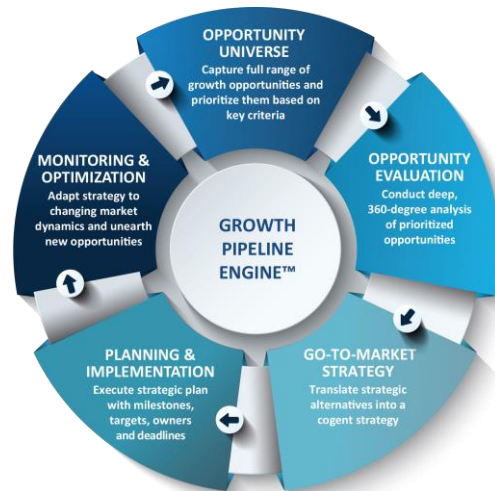 OPPORTUNITY
UNIVERSE
Capture full range of
growth opportunities and
prioritize them based on
key criteria
OPPORTUNITY
EVALUATION
Conduct deep,
360-degree analysis
of prioritized
opportunities
GO-TO-MARKET
STRATEGY
Translate strategic
alternatives into a
cogent strategy
PLANNING &
IMPLEMENTATION
Execute strategic plan
with milestones,
targets, owners
and deadlines
MONITORING &
OPTIMIZATION
Adapt strategy to
changing market
dynamics and unearth
new opportunities
GROWTH
PIPELINE
ENGINE™